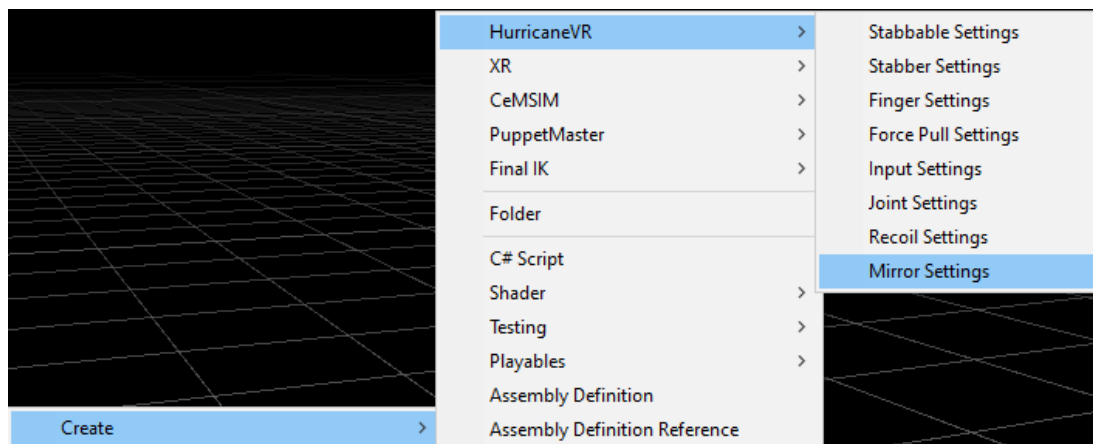 HurricaneVR
XR
CeMSIM
PuppetMaster
Final IK
Folder
C# Script
Shader
Testing
Playables
Assembly Definition
Assembly Definition Reference
Stabbable Settings
Stabber Settings
Finger Settings
Force Pull Settings
Input Settings
Joint Settings
Recoil Settings
Mirror Settings
Create